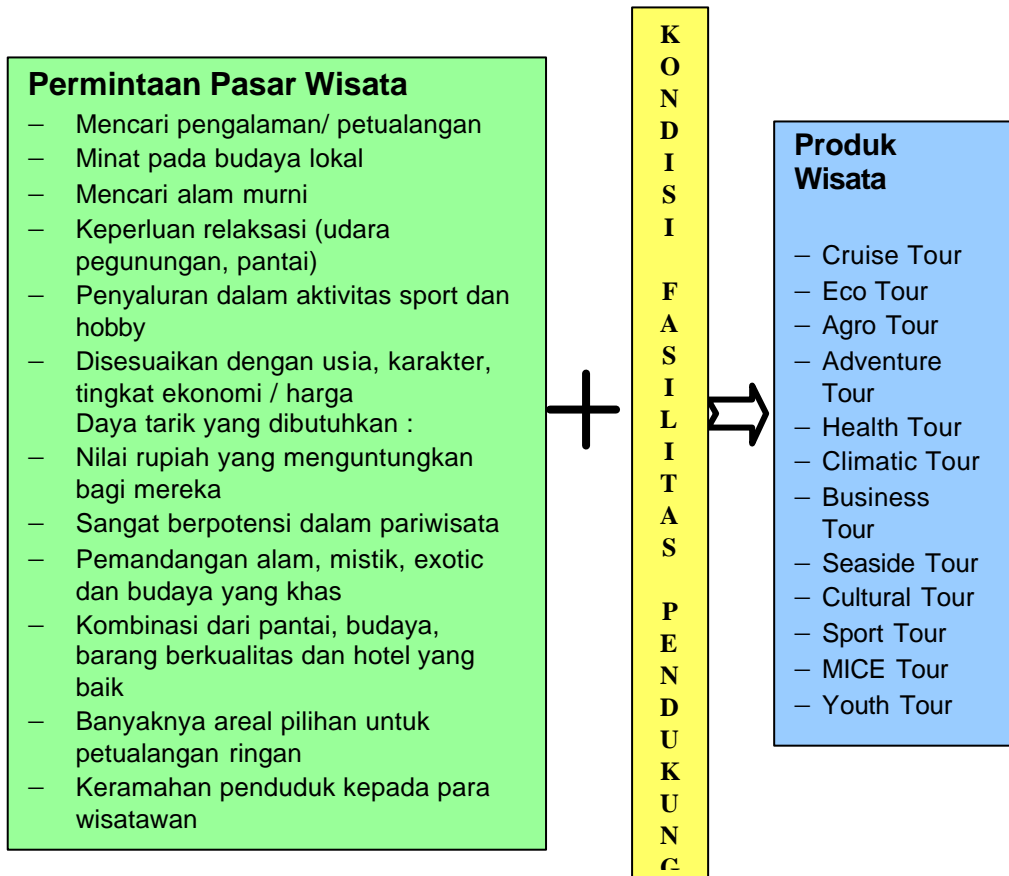 Permintaan Pasar Wisata
– Mencari pengalaman/ petualangan
– Minat pada budaya lokal
– Mencari alam murni
– Keperluan relaksasi (udara
pegunungan, pantai)
– Penyaluran dalam aktivitas sport dan
hobby
– Disesuaikan dengan usia, karakter,
tingkat ekonomi / harga
Daya tarik yang dibutuhkan :
– Nilai rupiah yang menguntungkan
bagi mereka
– Sangat berpotensi dalam pariwisata
– Pemandangan alam, mistik, exotic
dan budaya yang khas
– Kombinasi dari pantai, budaya,
barang berkualitas dan hotel yang
baik
– Banyaknya areal pilihan untuk
petualangan ringan
– Keramahan penduduk kepada para
wisatawan
KONDISI FASILITAS PENDUKUNG
Produk
Wisata
– Cruise Tour
– Eco Tour
– Agro Tour
– Adventure
Tour
– Health Tour
– Climatic Tour
– Business
Tour
– Seaside Tour
– Cultural Tour
– Sport Tour
– MICE Tour
– Youth Tour